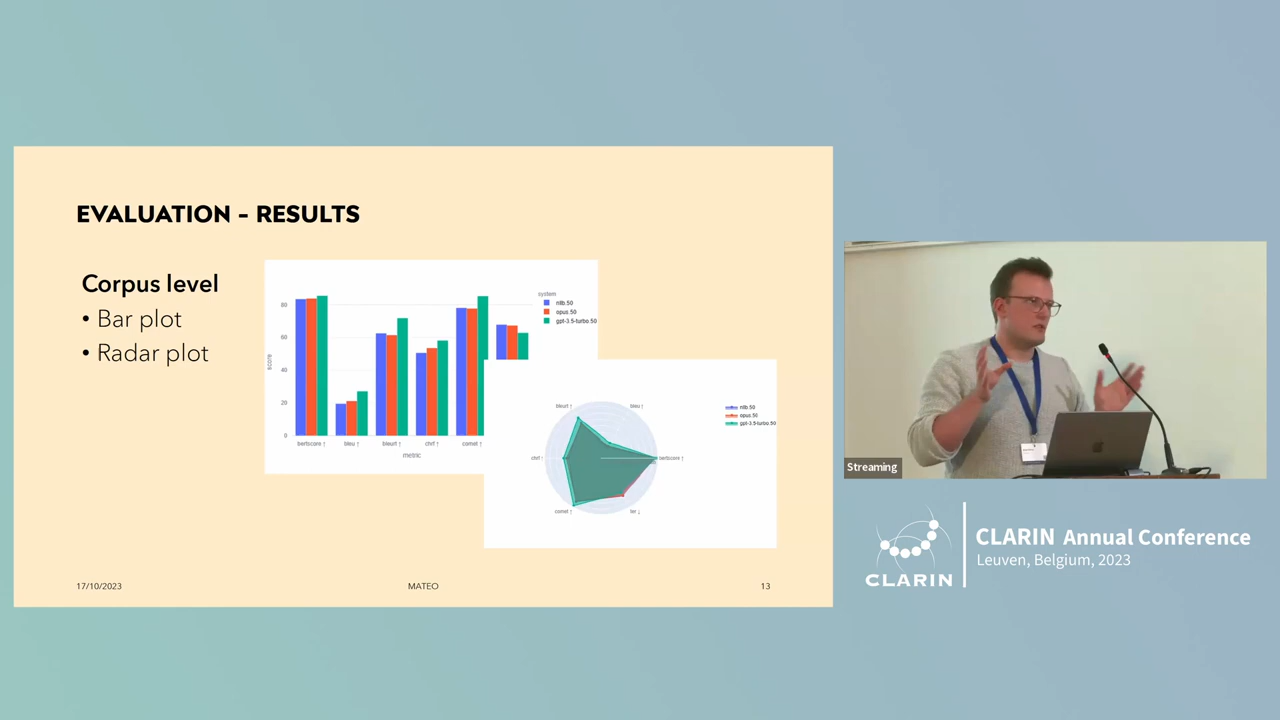 EVALUATION – RESULTS
Corpus level
• Bar plot
• Radar plot
score
80
60
40
20
0
bertscore ↑
bleu ↑
bleurt ↑
chrf ↑
comet ↑
metric
system
nllb.50
opus.50
gpt-3.5-turbo.50
bleurt ↑
bleu ↑
chrf ↑
bertscore ↑
comet ↑
ter ↓
nllb.50
opus.50
gpt-3.5-turbo.50
17/10/2023
MATEO
13
Streaming
CLARIN
CLARIN Annual Conference
Leuven, Belgium, 2023